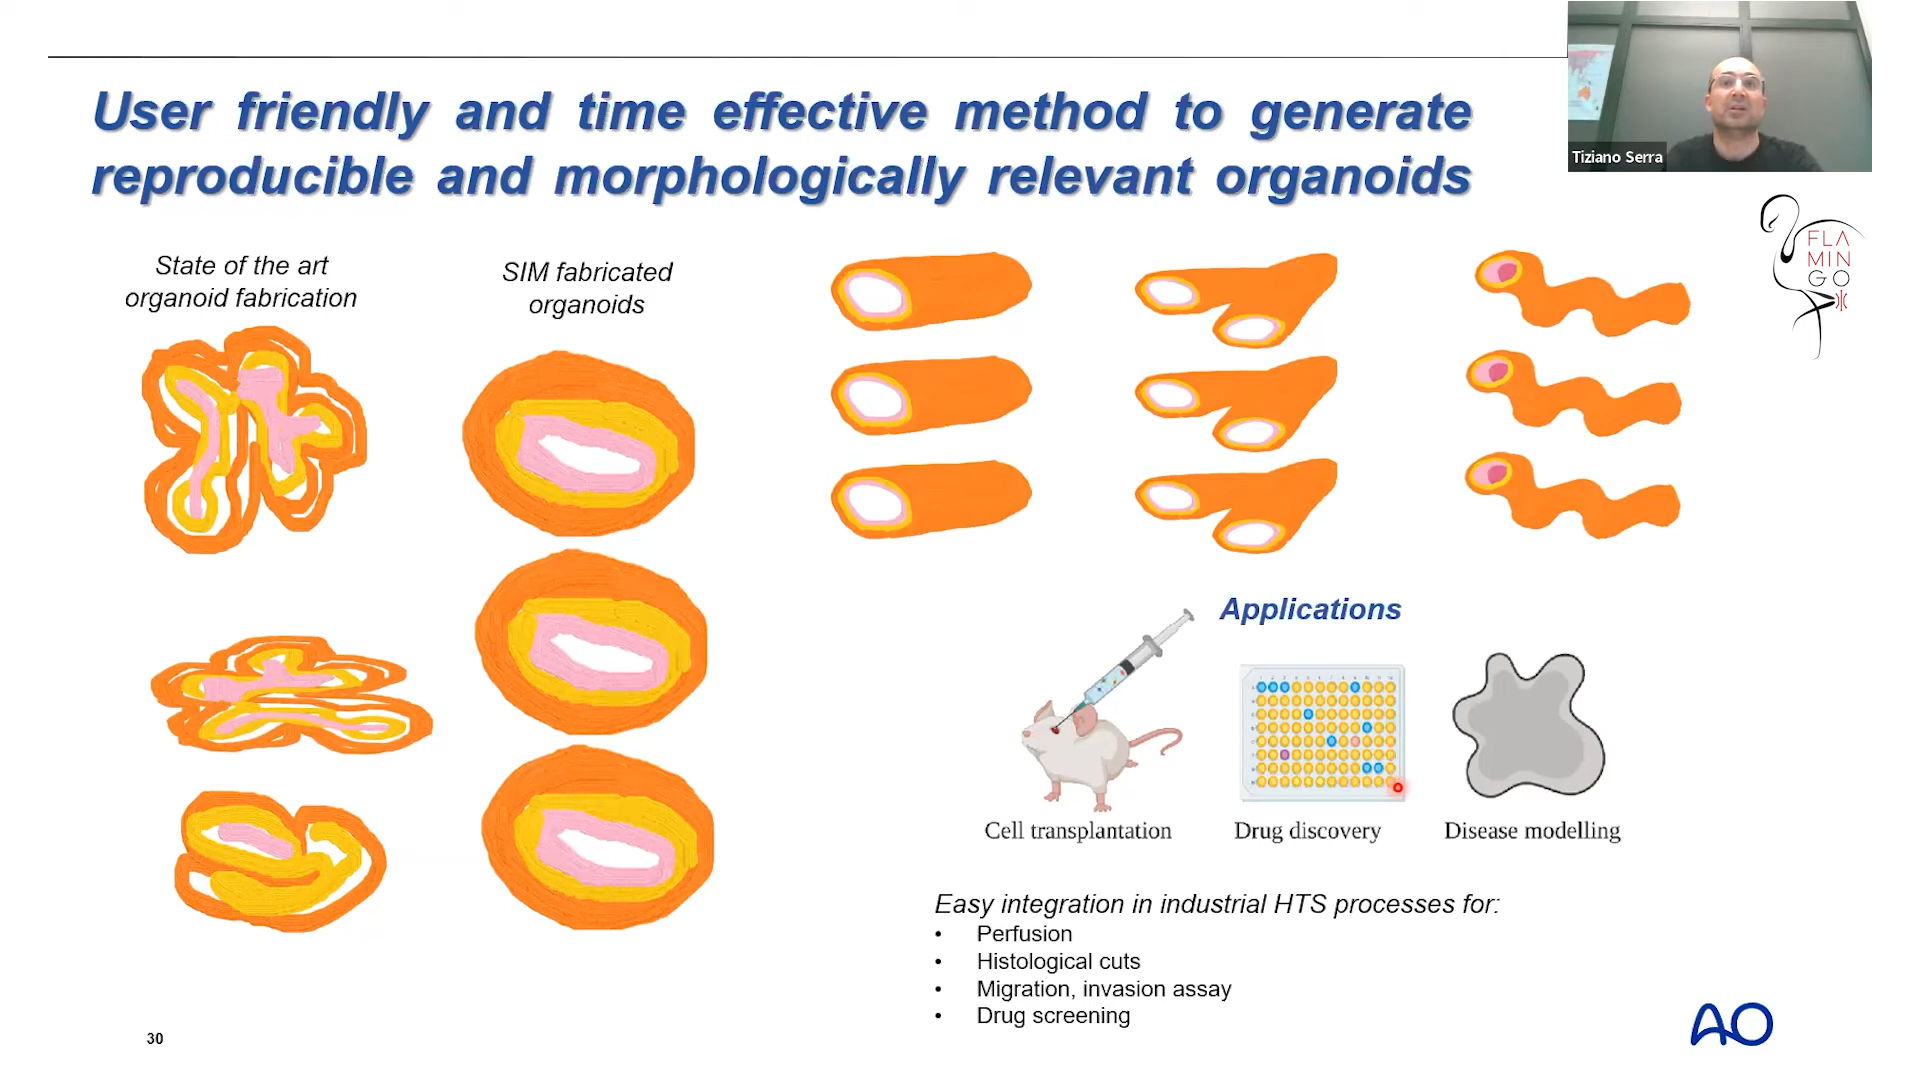 User friendly and time effective method to generate
reproducible and morphologically relevant organoids
Tiziano Serra
FLA
MIN
GO
State of the art
organoid fabrication
SIM fabricated
organoids
Applications
Cell transplantation
Drug discovery
Disease modelling
Easy integration in industrial HTS processes for:
• Perfusion
• Histological cuts
• Migration, invasion assay
• Drug screening
30
AO